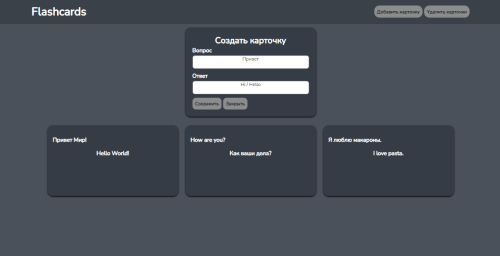 Flashcards
Добавить карточку Удалить карточки
Создать карточку
Вопрос
Привет
Ответ
Hi / Hello
Сохранить Закрыть
Привет Мир!
Hello World!
How are you?
Как ваши дела?
Я люблю макароны.
I love pasta.